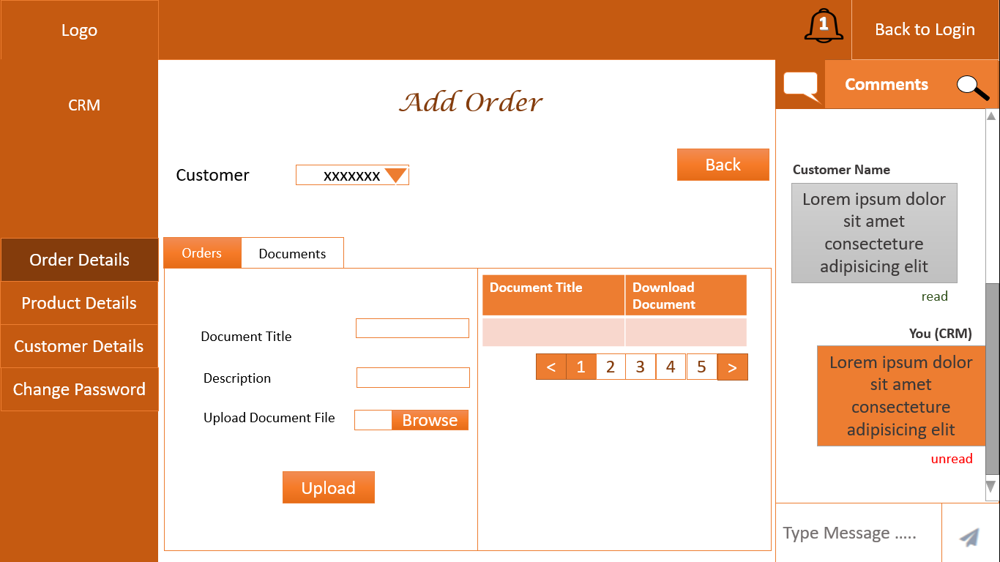 Logo
1
Back to Login
CRM
Comments
Add Order
Customer
xxxxxxx
Back
Order Details
Product Details
Customer Details
Change Password
Orders
Documents
Document Title
Description
Upload Document File
Browse
Upload
Document Title
Download
Document
< 1 2 3 4 5 >
Customer Name
Lorem ipsum dolor
sit amet
consecteture
adipisicing elit
read
You (CRM)
Lorem ipsum dolor
sit amet
consecteture
adipisicing elit
unread
Type Message .....